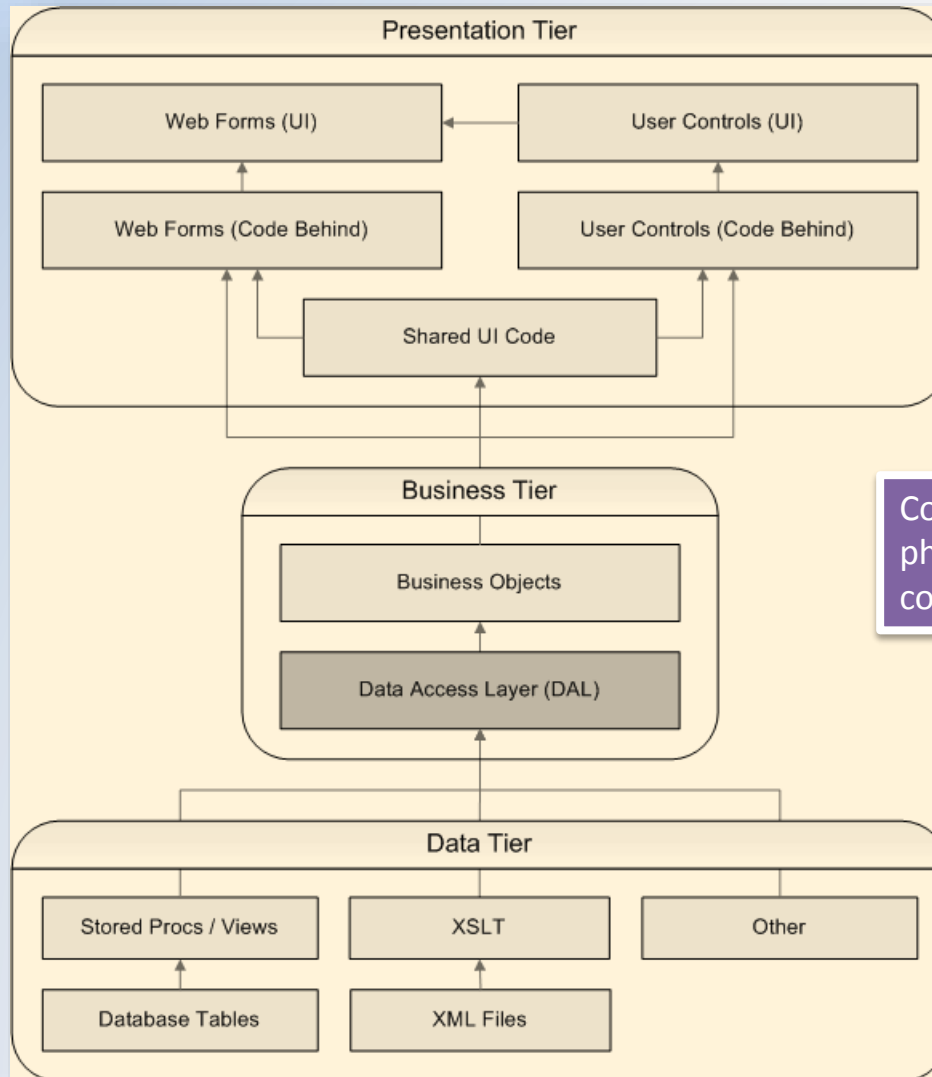 Presentation Tier
Web Forms (UI)
User Controls (UI)
Web Forms (Code Behind)
User Controls (Code Behind)
Shared UI Code
Business Tier
Business Objects
Data Access Layer (DAL)
Data Tier
Stored Procs / Views
XSLT
Other
Database Tables
XML Files